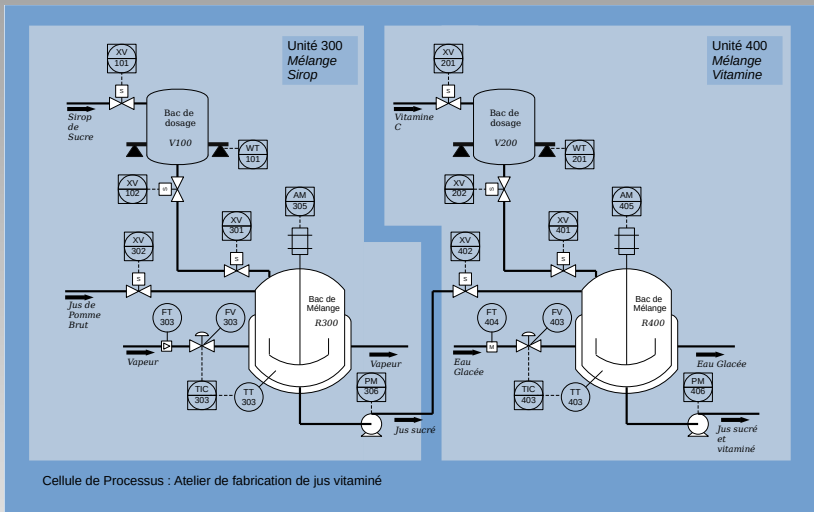 Unité 300
Mélange
Sirop
XV
101
S
Sirop
de
Sucre
Bac de
dosage
V100
WT
101
XV
102
S
AM
305
XV
301
S
XV
302
S
Jus de
Pomme
Brut
FT
303
FV
303
Bac de
Mélange
R300
Vapeur
Vapeur
TIC
303
TT
303
PM
306
Jus sucré
Unité 400
Mélange
Vitamine
XV
201
S
Vitamine
C
Bac de
dosage
V200
WT
201
XV
202
S
AM
405
XV
401
S
XV
402
S
FT
404
M
FV
403
Bac de
Mélange
R400
Eau
Glacée
Eau Glacée
TIC
403
TT
403
PM
406
Jus sucré
et
vitaminé
Cellule de Processus : Atelier de fabrication de jus vitaminé